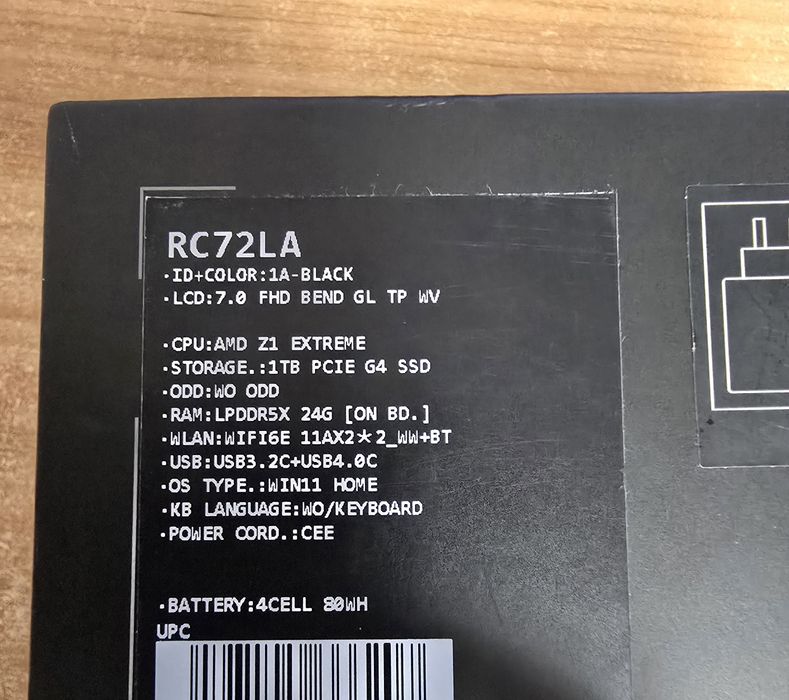 RC72LA
·ID+COLOR:1A-BLACK
·LCD:7.0 FHD BEND GL TP WV
·CPU:AMD Z1 EXTREME
·STORAGE.:1TB PCIE G4 SSD
·ODD:WO ODD
·RAM:LPDDR5X 24G [ON BD.]
·WLAN:WIFI6E 11AX2*2_WW+BT
·USB:USB3.2C+USB4.0C
·OS TYPE.:WIN11 HOME
·KB LANGUAGE:WO/KEYBOARD
·POWER CORD.:CEE
·BATTERY:4CELL 80WH
UPC